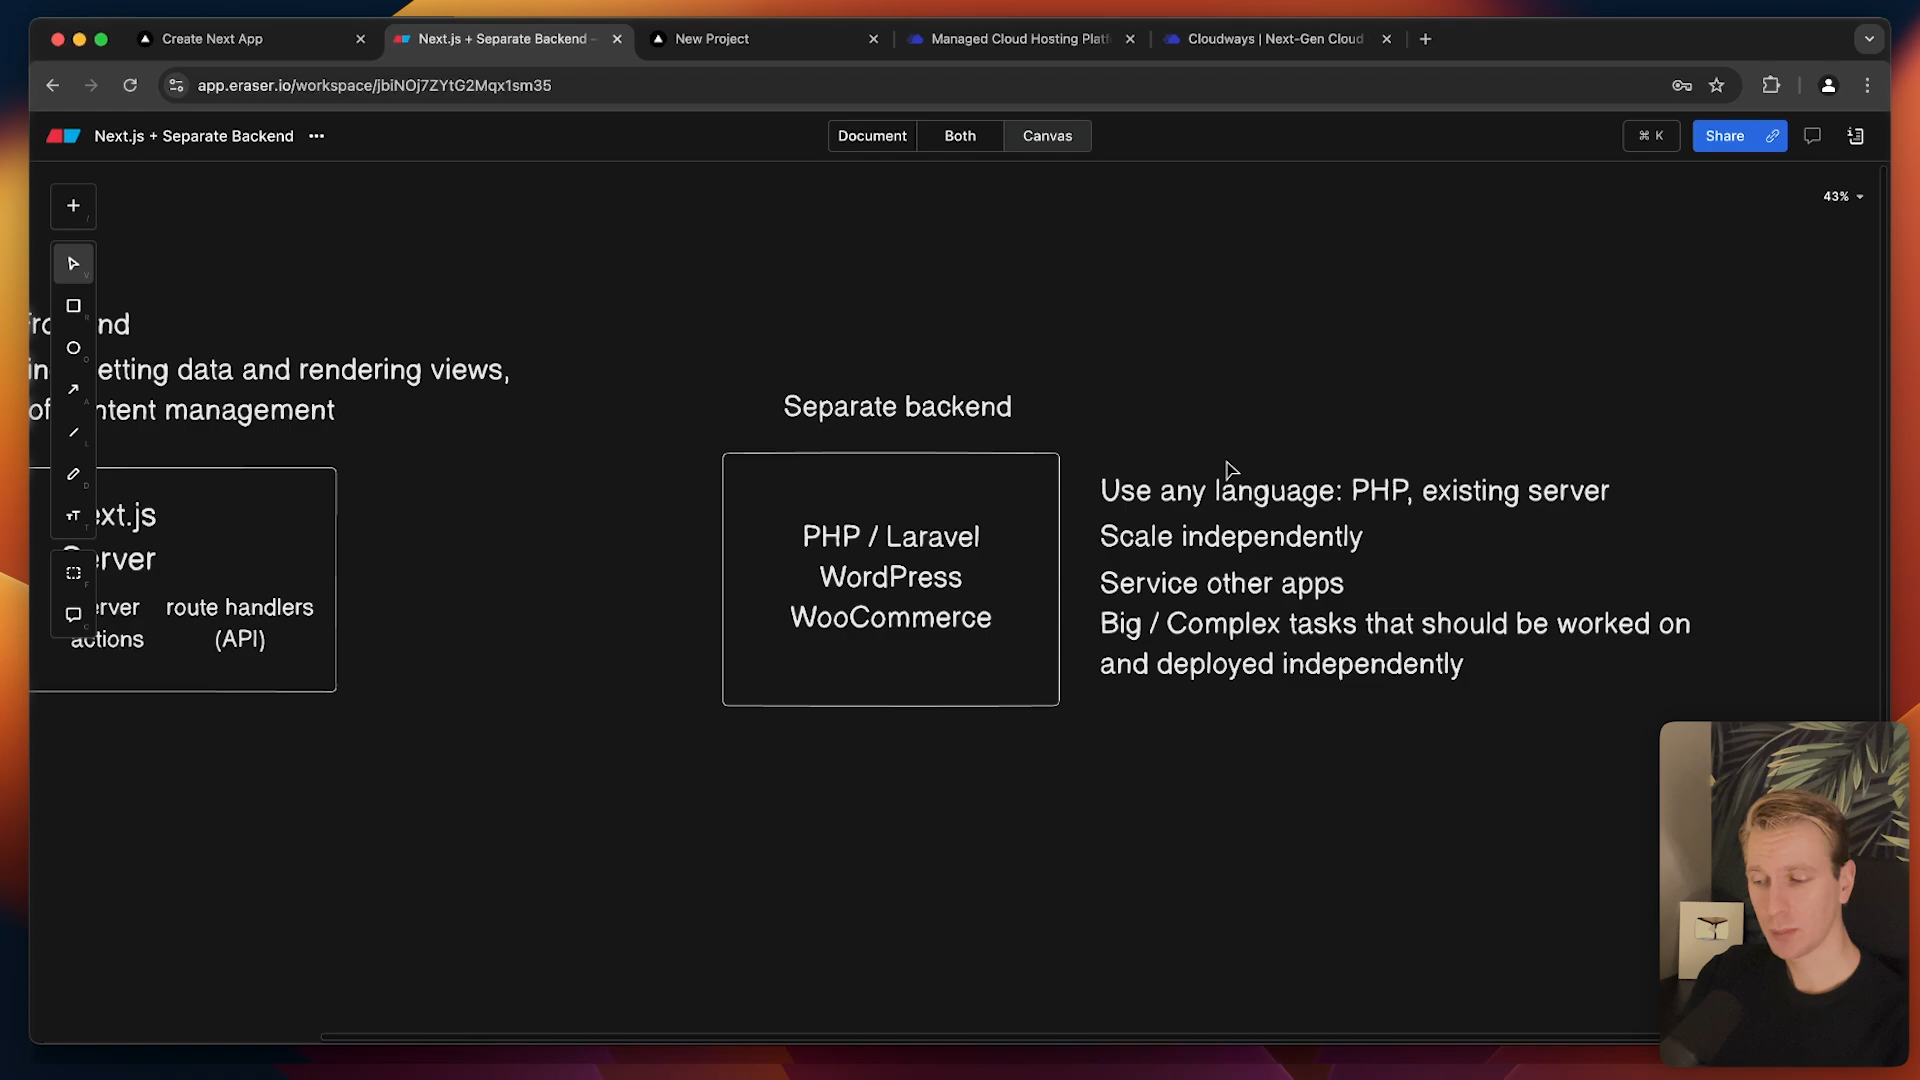 Create Next App
Next.js + Separate Backend -
New Project
Managed Cloud Hosting Platf
Cloudways | Next-Gen Cloud
app.eraser.io/workspace/jbiNOj7ZYtG2Mqx1sm35
Next.js + Separate Backend
Document
Both
Canvas
⌘ K
Share
43%
nd
etting data and rendering views,
ntent management
ext.js
erver
erver
actions
route handlers
(API)
Separate backend
PHP / Laravel
WordPress
WooCommerce
Use any language: PHP, existing server
Scale independently
Service other apps
Big / Complex tasks that should be worked on
and deployed independently